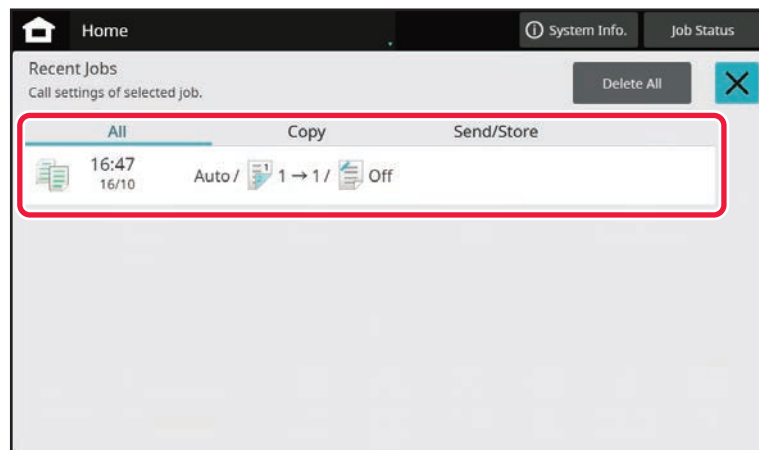 Home
System Info.
Job Status
Recent Jobs
Call settings of selected job.
Delete All
All
Copy
Send/Store
16:47
16/10
Auto / 1 1 → 1 / Off